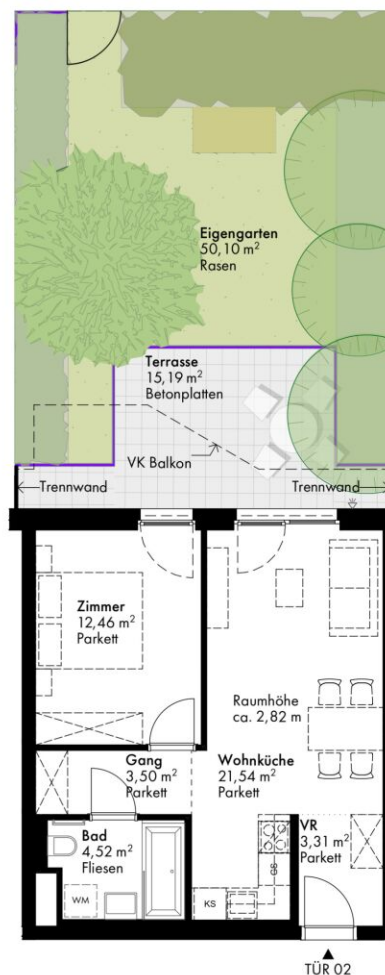 Eigengarten
50,10 m²
Rasen
Terrasse
15,19 m²
Betonplatten
VK Balkon
Trennwand
Trennwand
Zimmer
12,46 m²
Parkett
Raumhöhe
ca. 2,82 m
Gang
3,50 m²
Parkett
Wohnküche
21,54 m²
Parkett
Bad
4,52 m²
Fliesen
VR
3,31 m²
Parkett
GS
WM
KS
TÜR 02